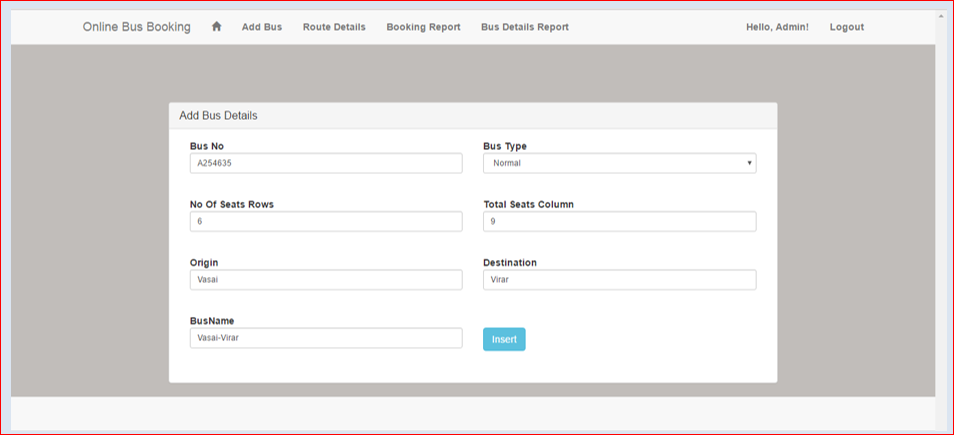 Online Bus Booking Add Bus Route Details Booking Report Bus Details Report Hello, Admin! Logout
Add Bus Details
Bus No Bus Type
A254635 Normal
No Of Seats Rows Total Seats Column
6 9
Origin Destination
Vasai Virar
BusName
Vasai-Virar Insert